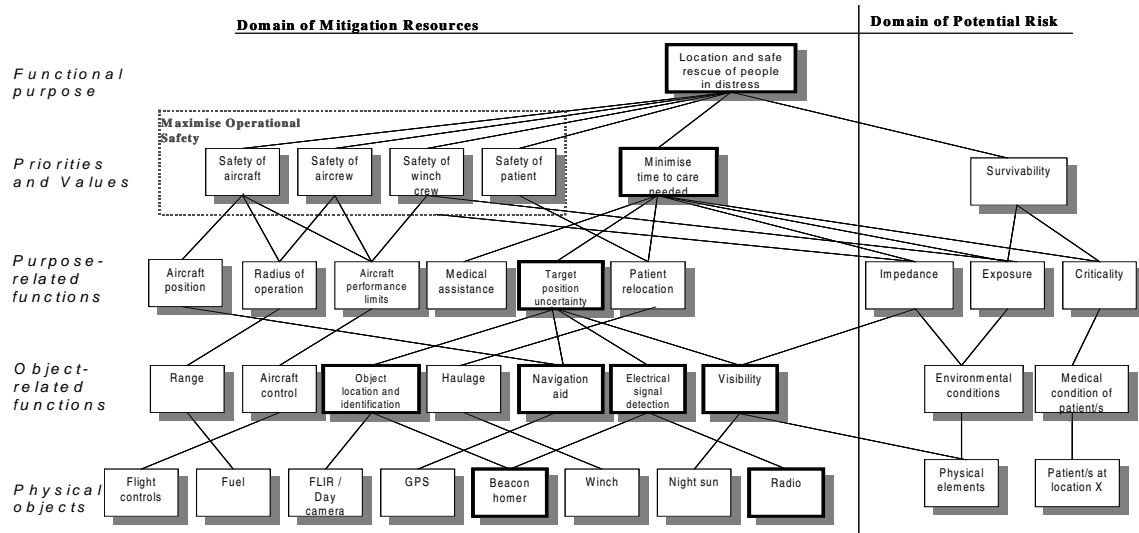 Domain of Mitigation Resources
Domain of Potential Risk
Functional
purpose
Location and safe
rescue of people
in distress
Maximise Operational
Safety
Priorities
and Values
Safety of
aircraft
Safety of
aircrew
Safety of
winch
crew
Safety of
patient
Minimise
time to care
needed
Survivability
Purpose-
related
functions
Aircraft
position
Radius of
operation
Aircraft
performance
limits
Medical
assistance
Target
position
uncertainty
Patient
relocation
Impedance
Exposure
Criticality
Object-
related
functions
Range
Aircraft
control
Object
location and
identification
Haulage
Navigation
aid
Electrical
signal
detection
Visibility
Environmental
conditions
Medical
condition of
patient/s
Physical
objects
Flight
controls
Fuel
FLIR /
Day
camera
GPS
Beacon
homer
Winch
Night sun
Radio
Physical
elements
Patient/s at
location X